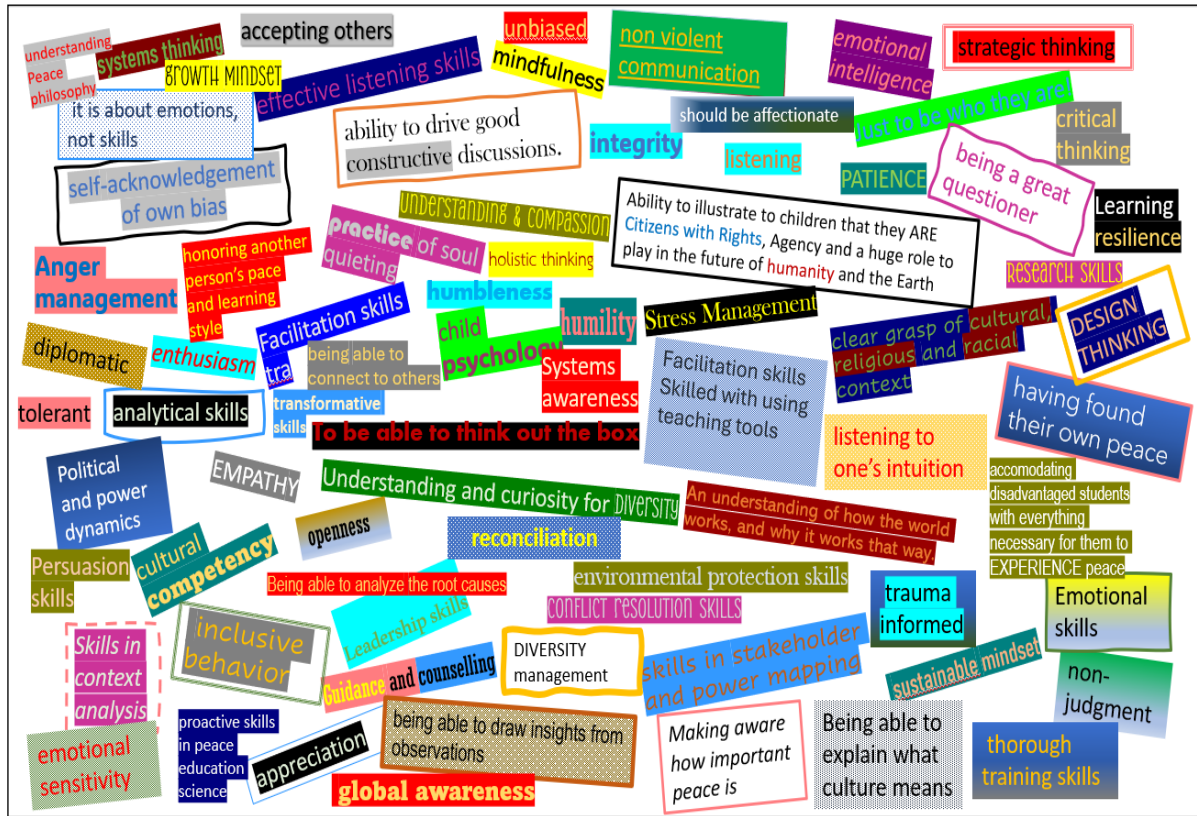 understanding
Peace
philosophy
systems thinking
accepting others
unbiased
non violent
communication
emotional
intelligence
strategic thinking
GROWTH MINDSET
effective listening skills
mindfulness
it is about emotions,
not skills
ability to drive good
constructive discussions.
should be affectionate
Just to be who they are!
critical
thinking
integrity
listening
PATIENCE
being a great
questioner
self-acknowledgement
of own bias
UNDERSTANDING & COMPASSION
Ability to illustrate to children that they ARE
Citizens with Rights, Agency and a huge role to
play in the future of humanity and the Earth
Learning
resilience
Anger
management
honoring another
person's pace
and learning
style
practice of soul
quieting
holistic thinking
RESEARCH SKILLS
humbleness
Facilitation skills
tra
child
psychology
humility
Stress Management
clear grasp of cultural,
religious and racial
context
DESIGN
THINKING
diplomatic
enthusiasm
being able to
connect to others
Systems
awareness
Facilitation skills
Skilled with using
teaching tools
having found
their own peace
tolerant
analytical skills
transformative
skills
To be able to think out the box
listening to
one's intuition
Political
and power
dynamics
EMPATHY
Understanding and curiosity for DIVERSITY
An understanding of how the world
works, and why it works that way.
accomodating
disadvantaged students
with everything
necessary for them to
EXPERIENCE peace
openness
reconciliation
Persuasion
skills
cultural
competency
Being able to analyze the root causes
environmental protection skills
Leadership skills
CONFLICT RESOLUTION SKILLS
trauma
informed
Emotional
skills
Skills in
context
analysis
inclusive
behavior
Guidance and counselling
DIVERSITY
management
skills in stakeholder
and power mapping
sustainable mindset
non-
judgment
emotional
sensitivity
proactive skills
in peace
education
science
appreciation
being able to draw insights from
observations
global awareness
Making aware
how important
peace is
Being able to
explain what
culture means
thorough
training skills